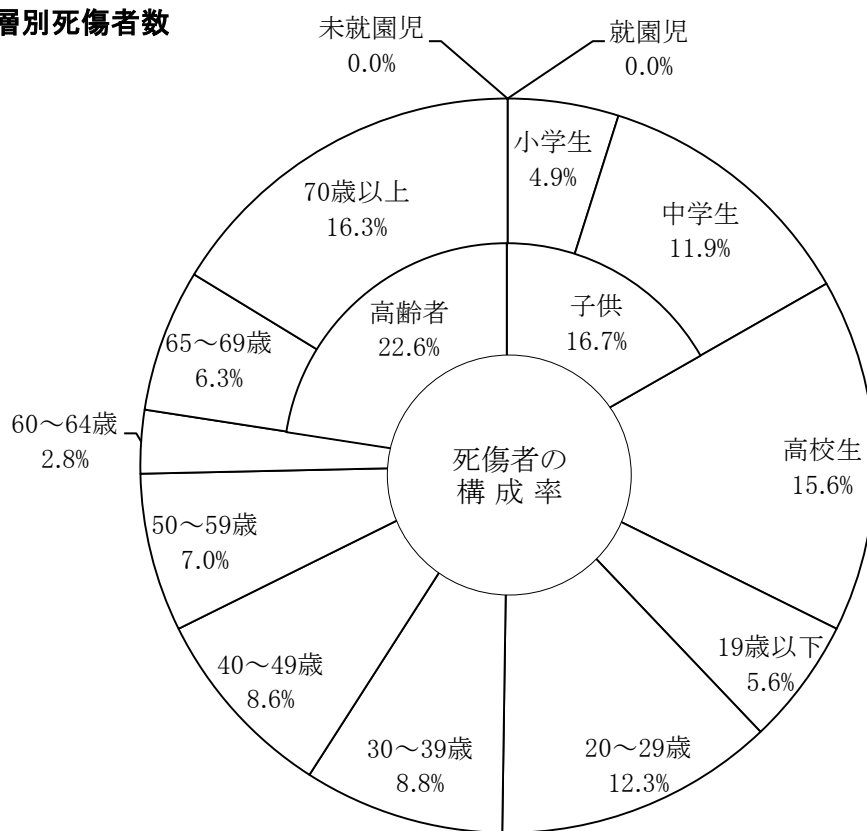 層別死傷者数
未就園児
0.0%
就園児
0.0%
小学生
4.9%
中学生
11.9%
子供
16.7%
高校生
15.6%
19歳以下
5.6%
20～29歳
12.3%
30～39歳
8.8%
40～49歳
8.6%
50～59歳
7.0%
60～64歳
2.8%
65～69歳
6.3%
70歳以上
16.3%
高齢者
22.6%
死傷者の
構成率